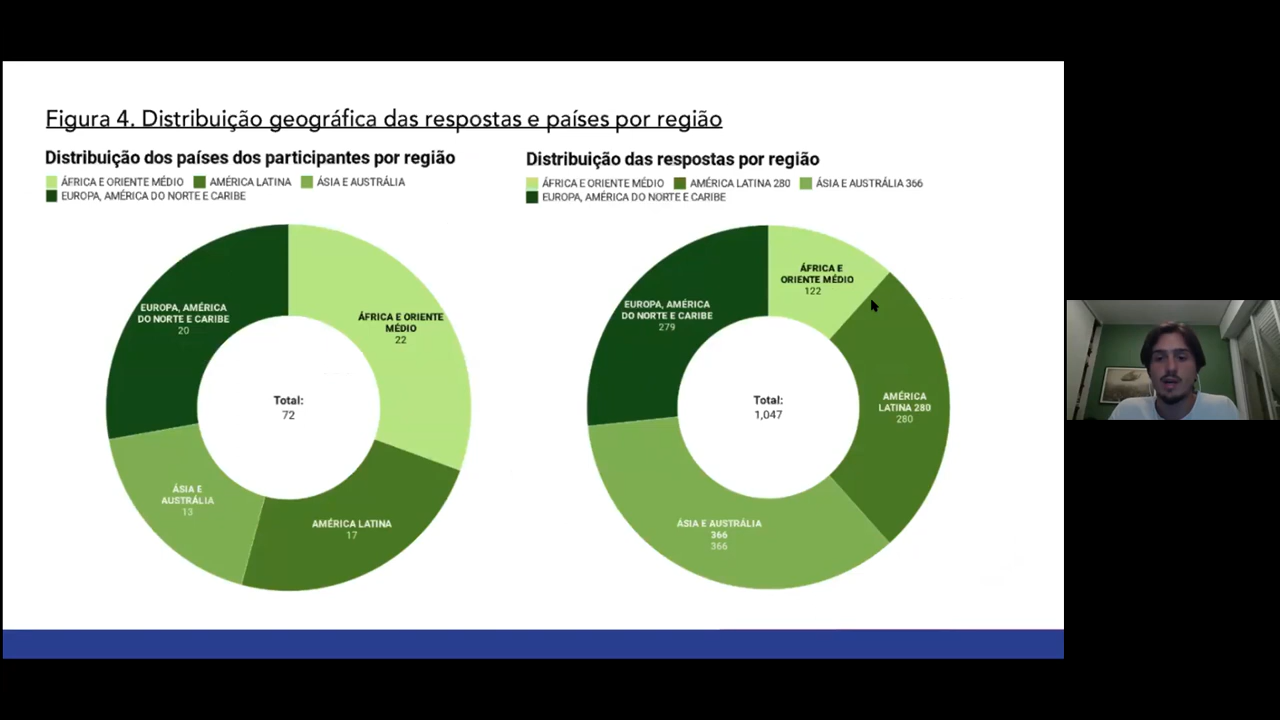 Figura 4. Distribuição geográfica das respostas e países por região
Distribuição dos países dos participantes por região
ÁFRICA E ORIENTE MÉDIO AMÉRICA LATINA ÁSIA E AUSTRÁLIA
EUROPA, AMÉRICA DO NORTE E CARIBE
EUROPA, AMÉRICA
DO NORTE E CARIBE
20
ÁFRICA E ORIENTE
MÉDIO
22
Total:
72
ÁSIA E
AUSTRÁLIA
13
AMÉRICA LATINA
17
Distribuição das respostas por região
ÁFRICA E ORIENTE MÉDIO AMÉRICA LATINA 280 ÁSIA E AUSTRÁLIA 366
EUROPA, AMÉRICA DO NORTE E CARIBE
ÁFRICA E
ORIENTE MÉDIO
122
EUROPA, AMÉRICA
DO NORTE E CARIBE
279
Total:
1,047
AMÉRICA
LATINA 280
280
ÁSIA E AUSTRÁLIA
366
366